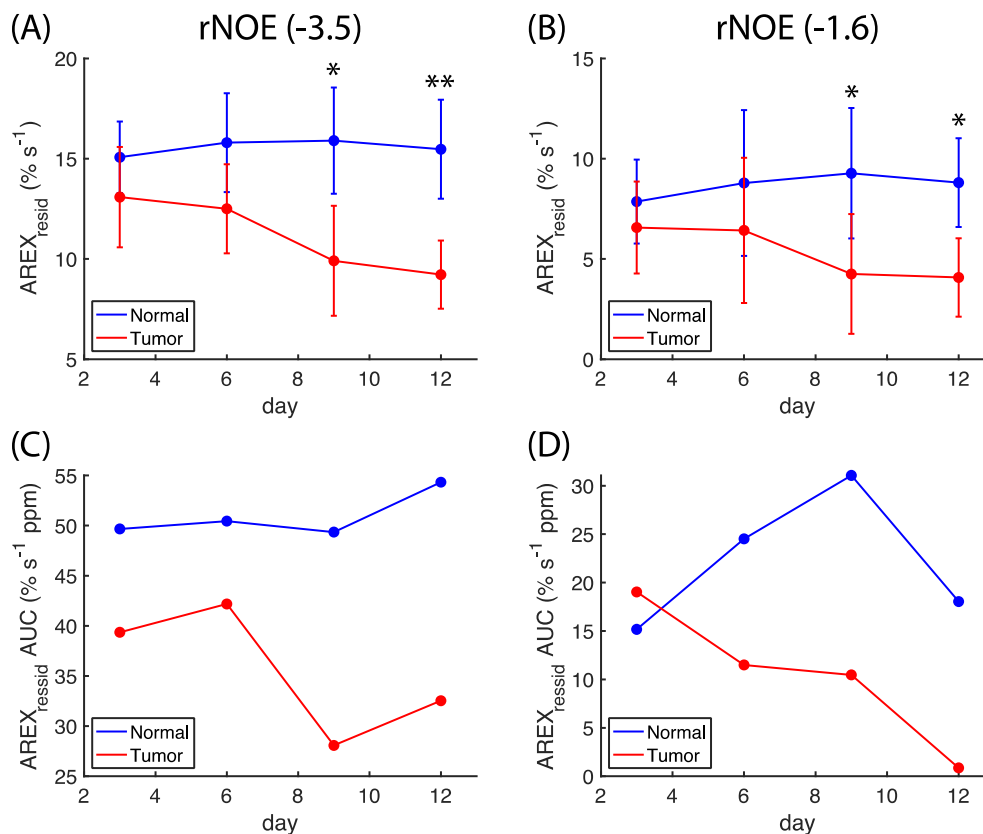 (A) rNOE (-3.5)
20
15
10
5
AREXresid (% s-1)
* **
Normal
Tumor
2 4 6 8 10 12
day
(B) rNOE (-1.6)
15
10
5
0
AREXresid (% s-1)
* *
Normal
Tumor
2 4 6 8 10 12
day
(C)
55
50
45
40
35
30
25
AREXressid AUC (% s-1 ppm)
Normal
Tumor
2 4 6 8 10 12
day
(D)
30
25
20
15
10
5
0
AREXressid AUC (% s-1 ppm)
Normal
Tumor
2 4 6 8 10 12
day